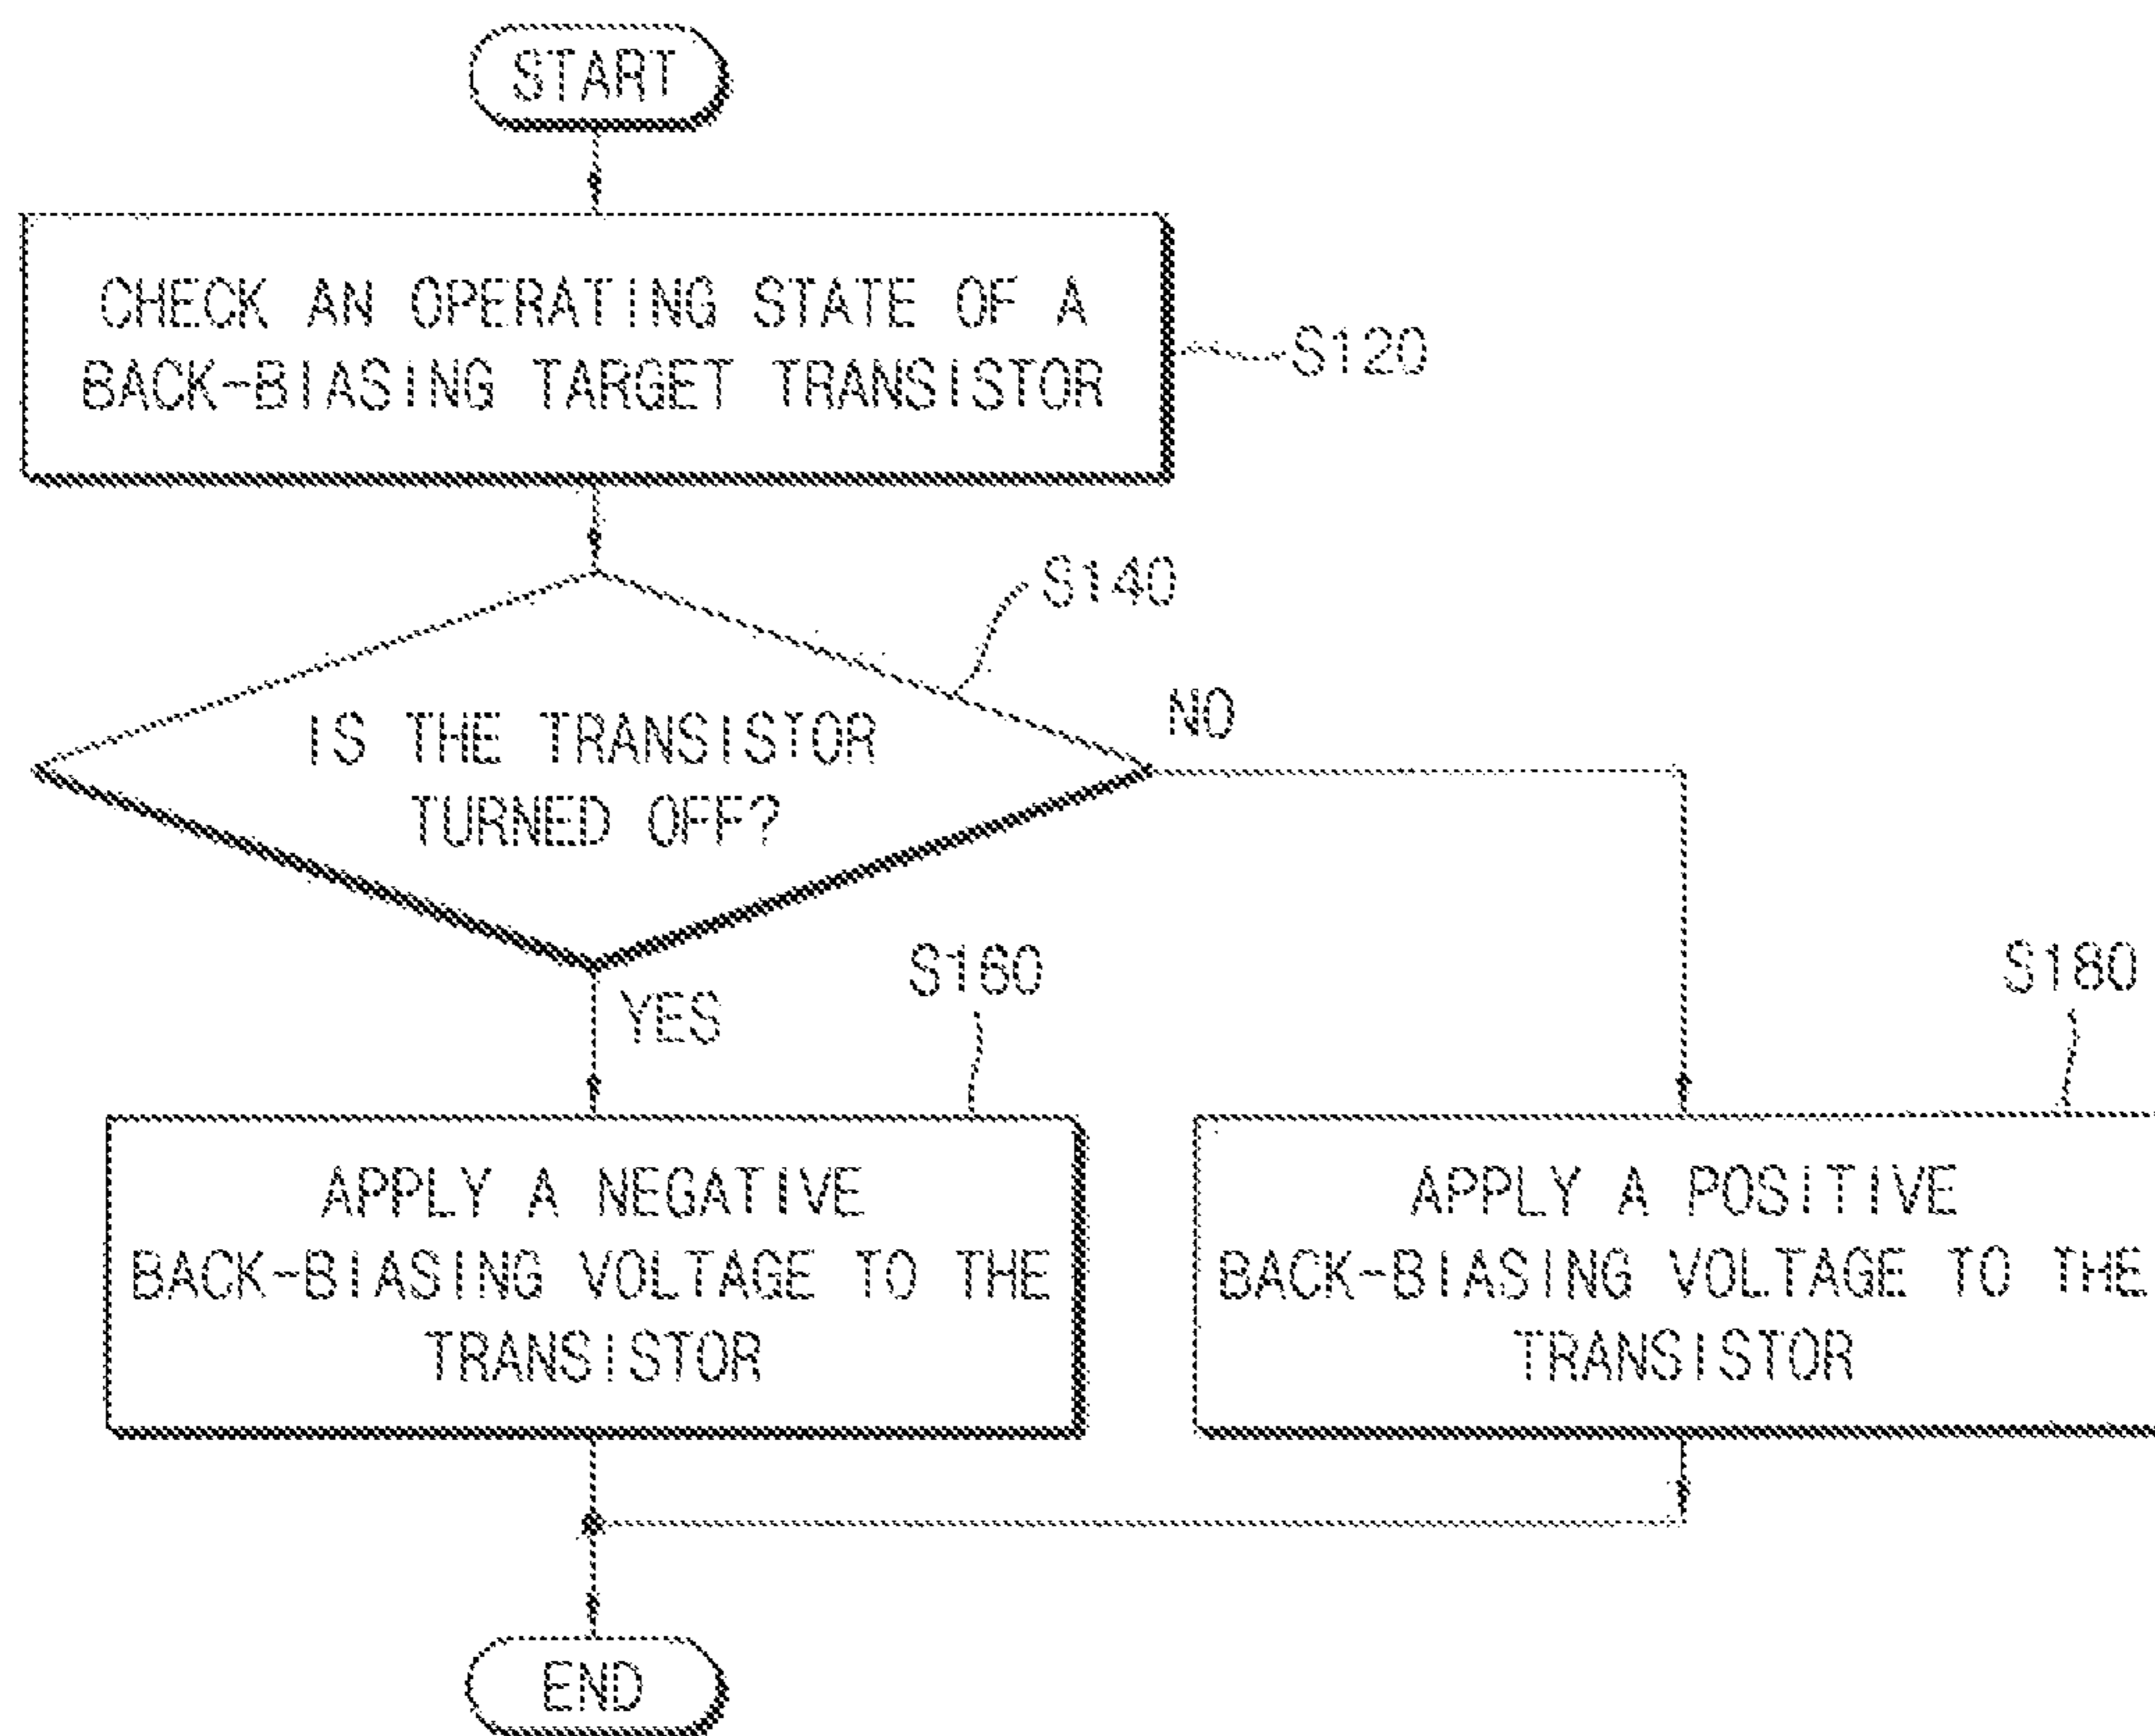 START
CHECK AN OPERATING STATE OF A
BACK-BIASING TARGET TRANSISTOR
S120
S140
NO
IS THE TRANSISTOR
TURNED OFF?
YES
S160
S180
APPLY A NEGATIVE
BACK-BIASING VOLTAGE TO THE
TRANSISTOR
APPLY A POSITIVE
BACK-BIASING VOLTAGE TO THE
TRANSISTOR
END